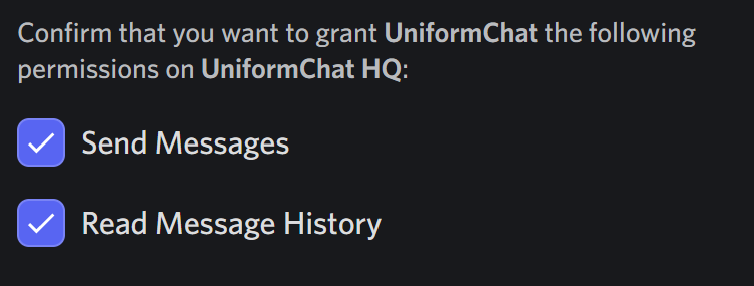 Confirm that you want to grant UniformChat the following
permissions on UniformChat HQ:
Send Messages
Read Message History